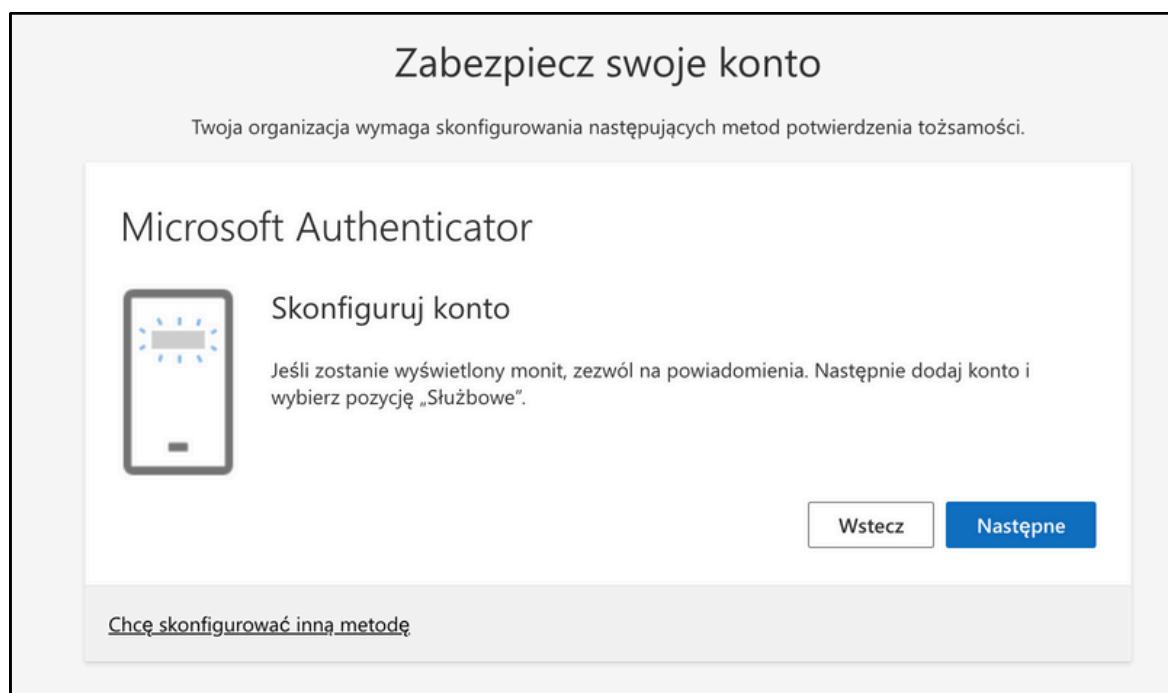 Zabezpiecz swoje konto
Twoja organizacja wymaga skonfigurowania następujących metod potwierdzenia tożsamości.
Microsoft Authenticator
Skonfiguruj konto
Jeśli zostanie wyświetlony monit, zezwól na powiadomienia. Następnie dodaj konto i
wybierz pozycję „Służbowe”.
Wstecz
Następne
Chcę skonfigurować inną metodę